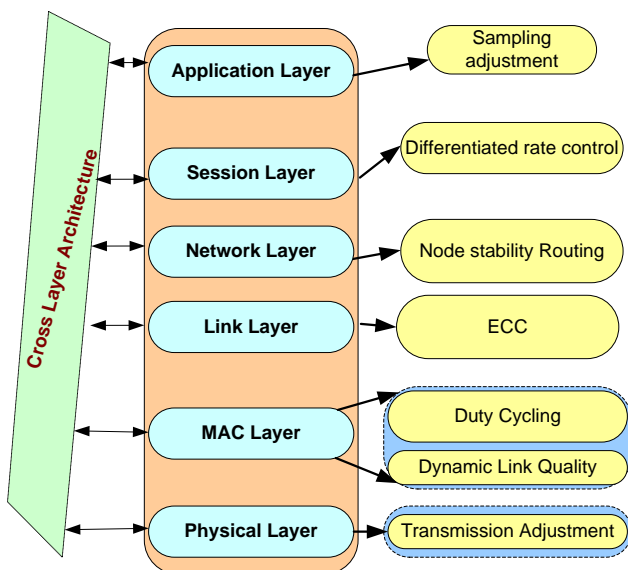 Cross Layer Architecture
Application Layer
Sampling
adjustment
Session Layer
Differentiated rate control
Network Layer
Node stability Routing
Link Layer
ECC
MAC Layer
Duty Cycling
Dynamic Link Quality
Physical Layer
Transmission Adjustment